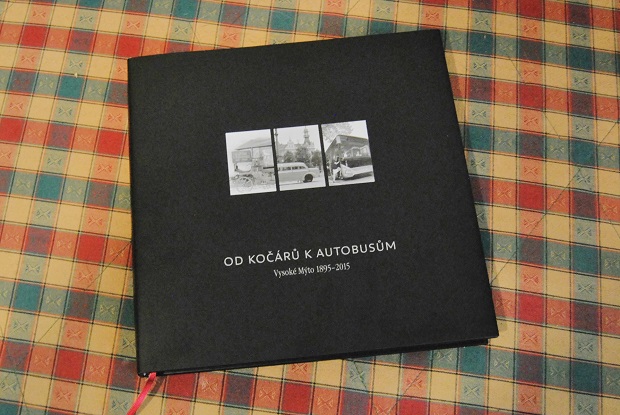 OD KOČÁRŮ K AUTOBUSŮM
Vysoké Mýto 1895–2015